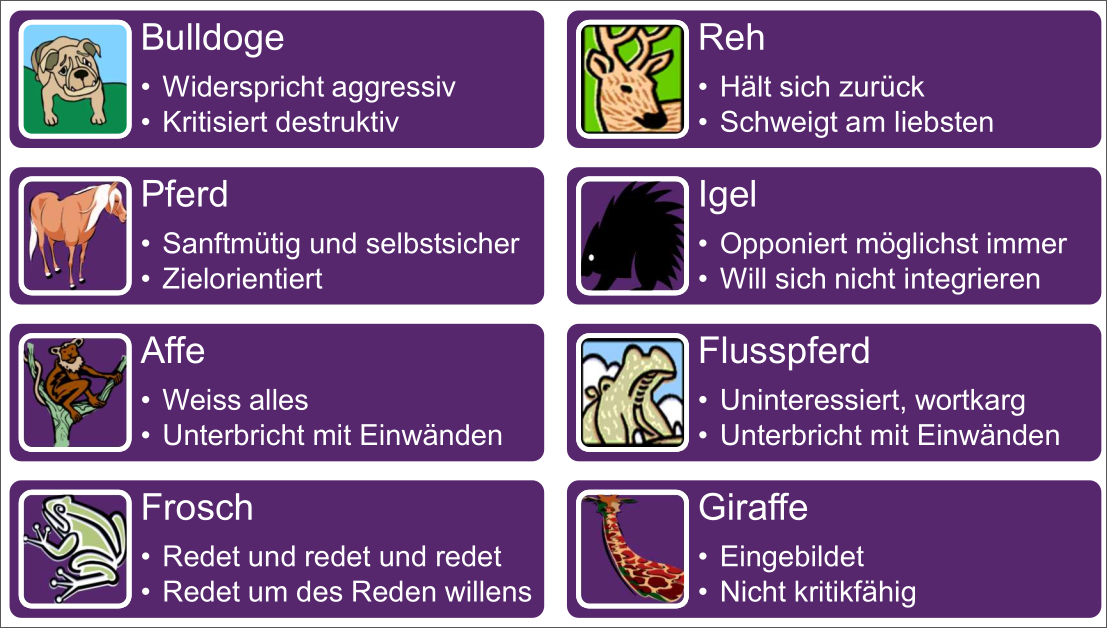 Bulldoge
• Widerspricht aggressiv
• Kritisiert destruktiv
Reh
• Hält sich zurück
• Schweigt am liebsten
Pferd
• Sanftmütig und selbstsicher
• Zielorientiert
Igel
• Opponiert möglichst immer
• Will sich nicht integrieren
Affe
• Weiss alles
• Unterbricht mit Einwänden
Flusspferd
• Uninteressiert, wortkarg
• Unterbricht mit Einwänden
Frosch
• Redet und redet und redet
• Redet um des Reden willens
Giraffe
• Eingebildet
• Nicht kritikfähig